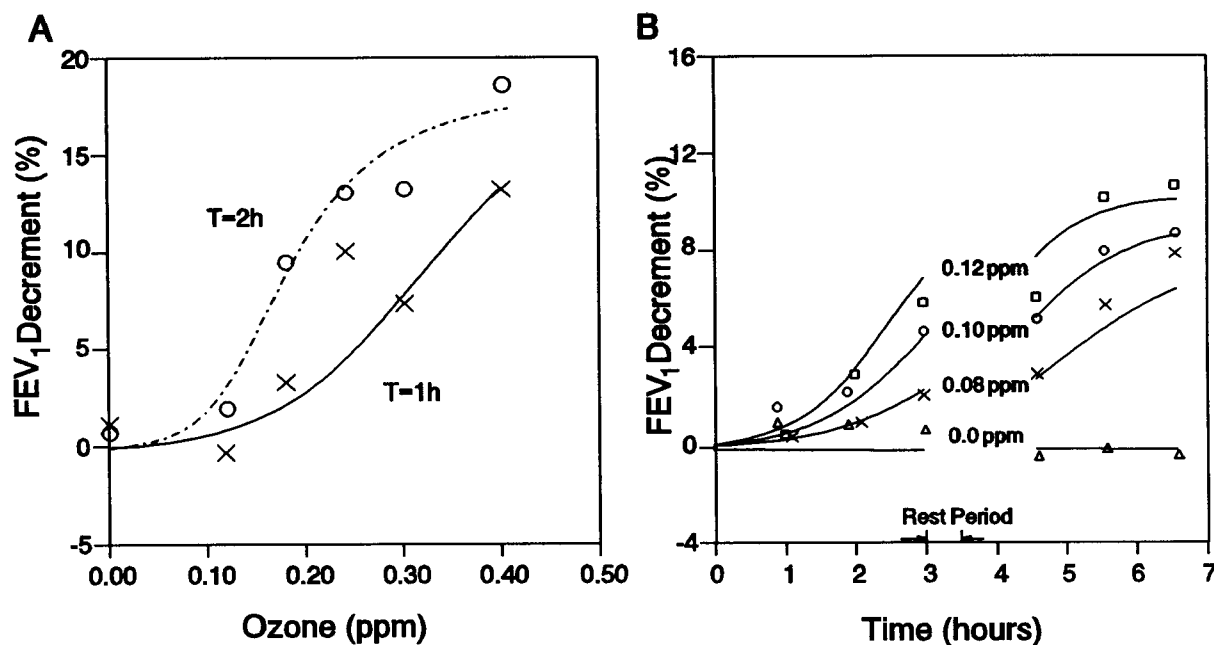 A
FEV₁ Decrement (%)
20
15
10
5
0
-5
T=2h
T=1h
0.00 0.10 0.20 0.30 0.40 0.50
Ozone (ppm)
B
FEV₁ Decrement (%)
16
12
8
4
0
-4
0.12 ppm
0.10 ppm
0.08 ppm
0.0 ppm
Rest Period
0 1 2 3 4 5 6 7
Time (hours)